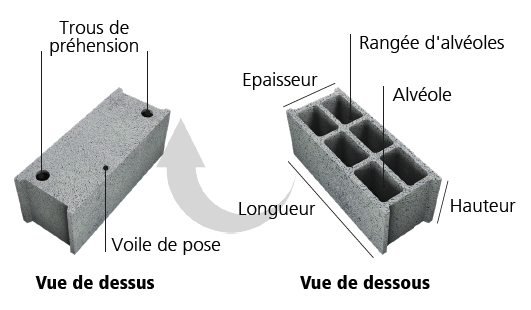 Trous de
préhension
Voile de pose
Vue de dessus
Rangée d'alvéoles
Epaisseur
Alvéole
Longueur
Hauteur
Vue de dessous